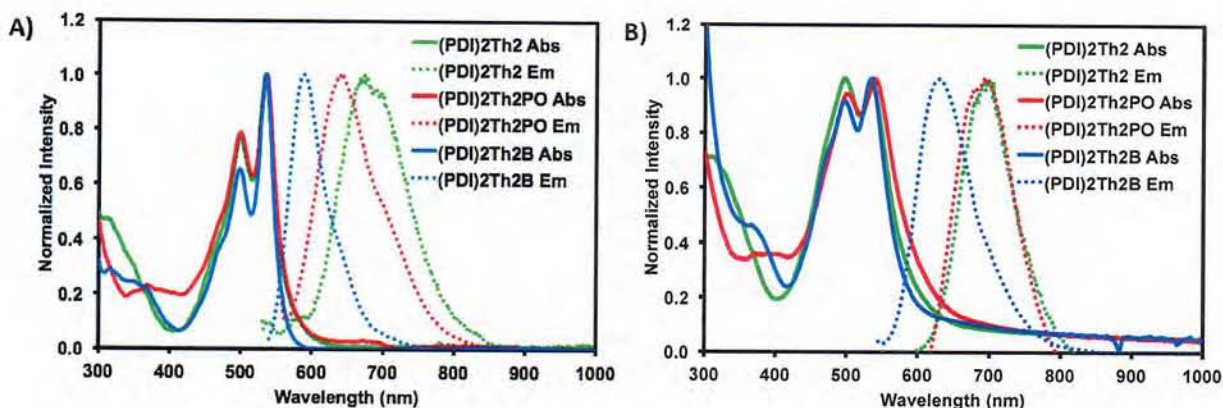 A)
Normalized Intensity
1.2
1.0
0.8
0.6
0.4
0.2
0.0
300 400 500 600 700 800 900 1000
Wavelength (nm)
(PDI)2Th2 Abs
(PDI)2Th2 Em
(PDI)2Th2PO Abs
(PDI)2Th2PO Em
(PDI)2Th2B Abs
(PDI)2Th2B Em
B)
Normalized Intensity
1.2
1.0
0.8
0.6
0.4
0.2
0.0
300 400 500 600 700 800 900 1000
Wavelength (nm)
(PDI)2Th2 Abs
(PDI)2Th2 Em
(PDI)2Th2PO Abs
(PDI)2Th2PO Em
(PDI)2Th2B Abs
(PDI)2Th2B Em